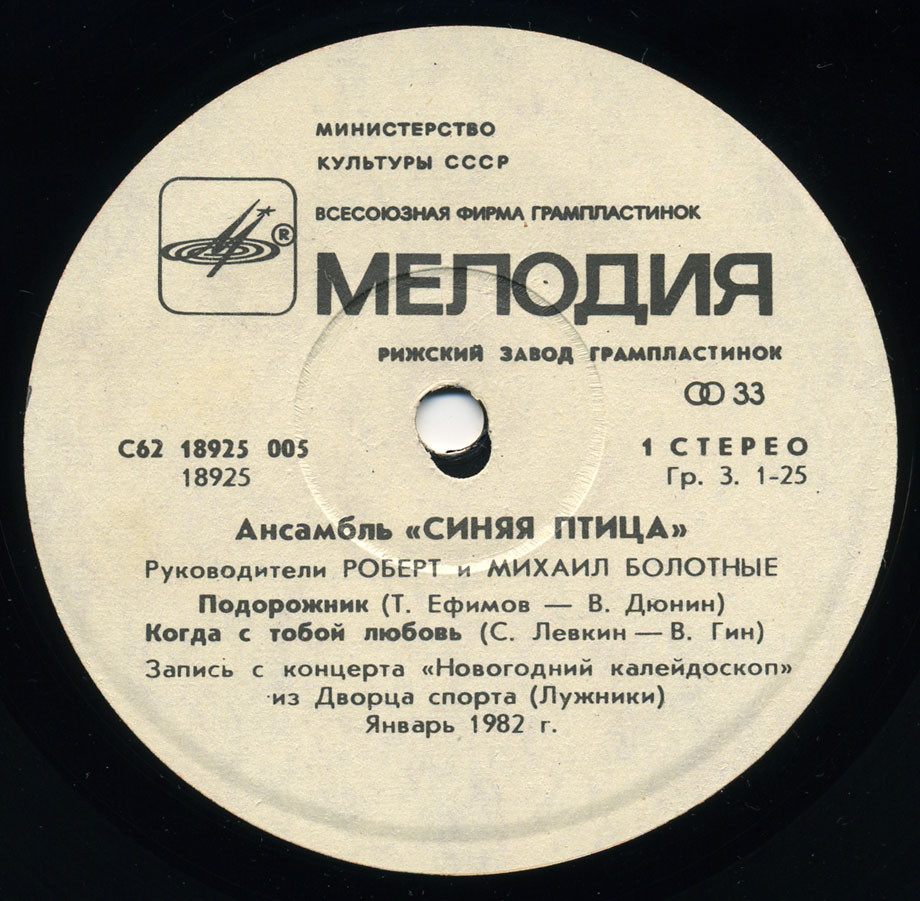 МИНИСТЕРСТВО
КУЛЬТУРЫ СССР
ВСЕСОЮЗНАЯ ФИРМА ГРАМПЛАСТИНОК
®
МЕЛОДИЯ
РИЖСКИЙ ЗАВОД ГРАМПЛАСТИНОК
33
С62 18925 005
18925
1 СТЕРЕО
Гр. 3. 1-25
Ансамбль «СИНЯЯ ПТИЦА»
Руководители РОБЕРТ и МИХАИЛ БОЛОТНЫЕ
Подорожник (Т. Ефимов — В. Дюнин)
Когда с тобой любовь (С. Левкин — В. Гин)
Запись с концерта «Новогодний калейдоскоп»
из Дворца спорта (Лужники)
Январь 1982 г.